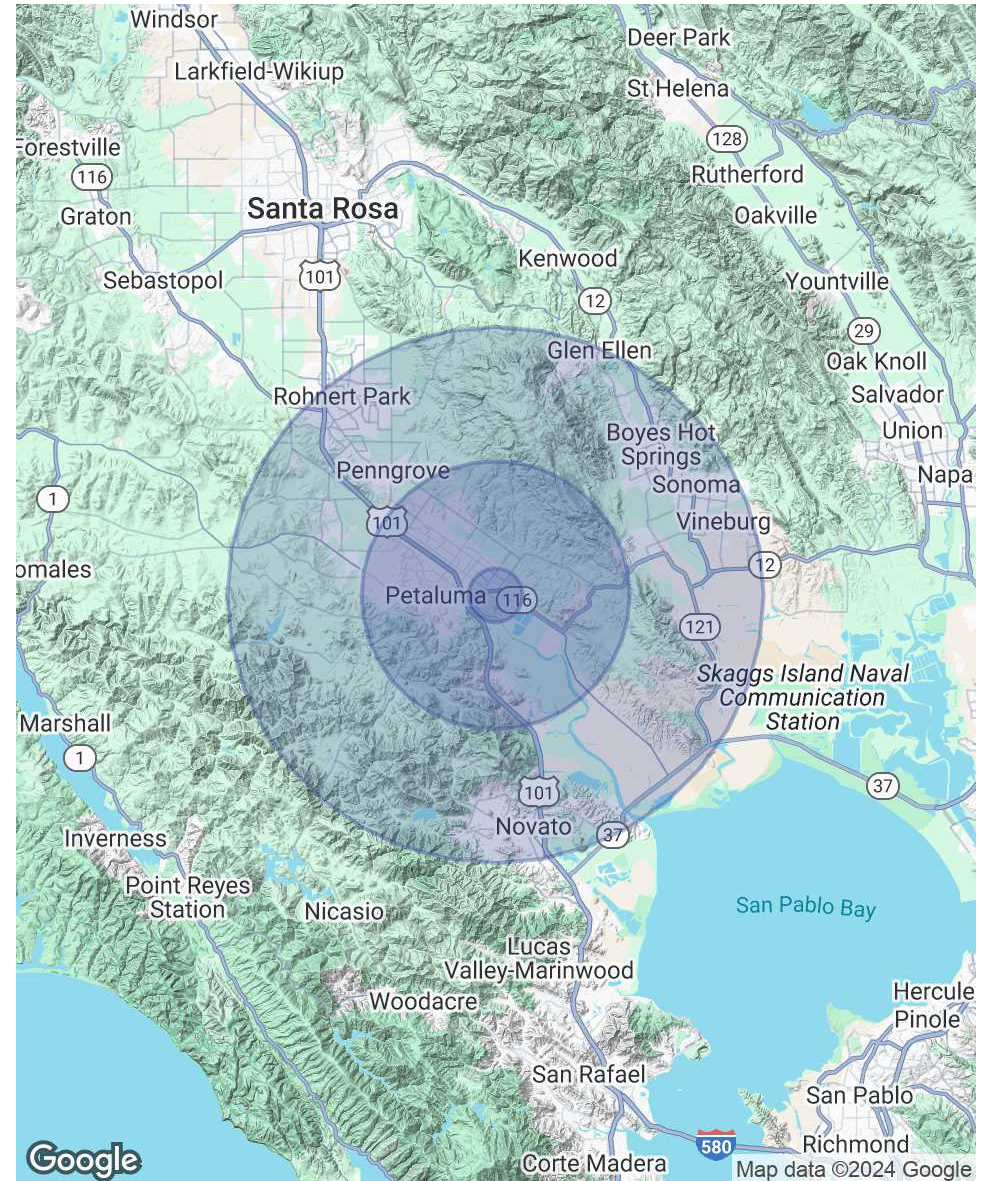 Windsor
Deer Park
Larkfield-Wikiup
St Helena
128
Forestville
116
Rutherford
Graton
Santa Rosa
Oakville
Kenwood
101
Sebastopol
Yountville
12
29
Glen Ellen
Oak Knoll
Rohnert Park
Salvador
Boyes Hot
Springs
Union
Penngrove
Napa
Sonoma
1
101
Vineburg
12
omales
Petaluma
116
121
Skaggs Island Naval
Communication
Station
Marshall
1
37
101
Novato
37
Inverness
Point Reyes
Station
Nicasio
San Pablo Bay
Lucas
Valley-Marinwood
Woodacre
Hercule
Pinole
San Rafael
San Pablo
580
Richmond
Google
Corte Madera
Map data ©2024 Google